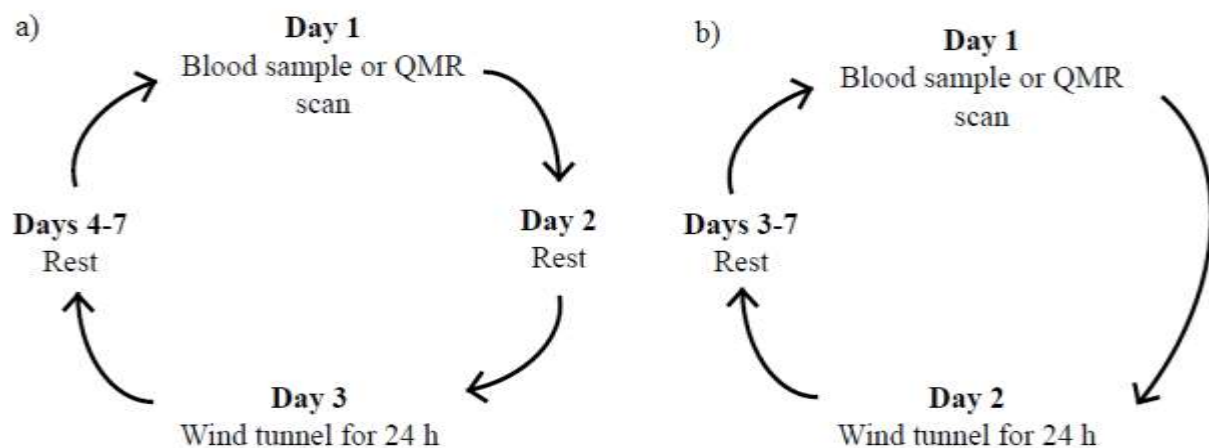 a)
Day 1
Blood sample or QMR
scan
Day 2
Rest
Day 3
Wind tunnel for 24 h
Days 4-7
Rest
b)
Day 1
Blood sample or QMR
scan
Day 2
Wind tunnel for 24 h
Days 3-7
Rest